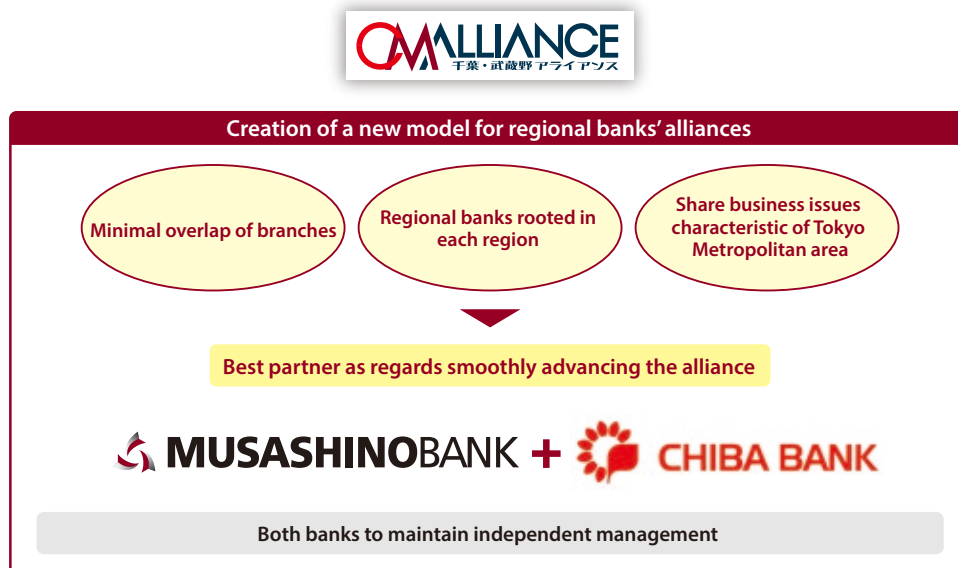 CMALLIANCE
千葉・武蔵野アライアンス
Creation of a new model for regional banks’ alliances
Minimal overlap of branches
Regional banks rooted in
each region
Share business issues
characteristic of Tokyo
Metropolitan area
Best partner as regards smoothly advancing the alliance
MUSASHINOBANK + CHIBA BANK
Both banks to maintain independent management